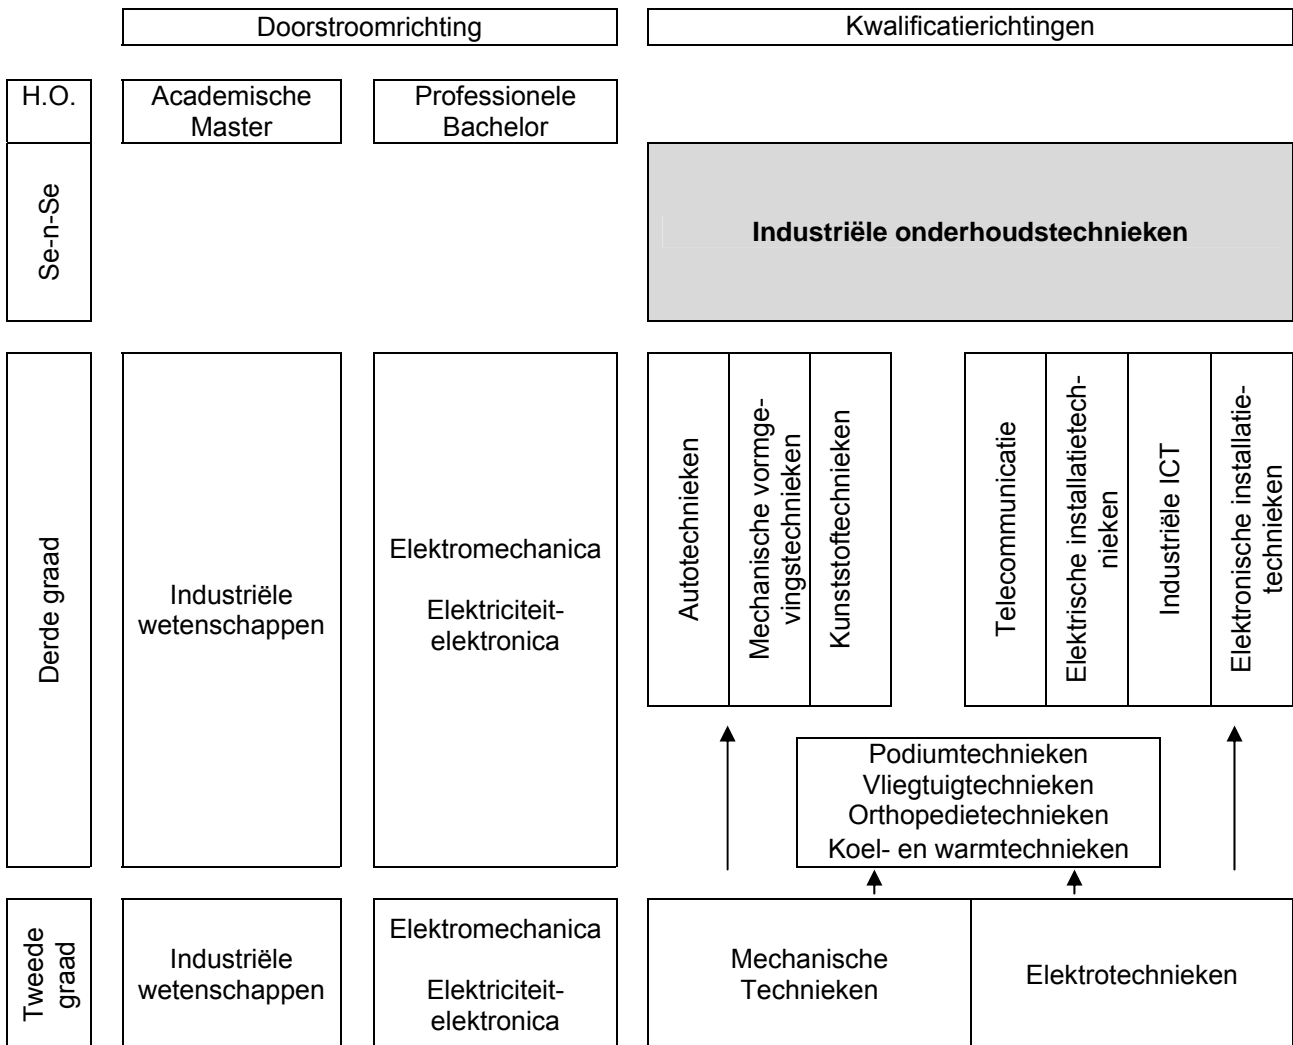 Doorstroomrichting
Kwalificatierichtingen
H.O.
Academische
Master
Professionele
Bachelor
Se-n-Se
Industriële onderhoudstechnieken
Derde graad
Industriële
wetenschappen
Elektromechanica
Elektriciteit-
elektronica
Autotechnieken
Mechanische vormge-
vingstechnieken
Kunststoftechnieken
Telecommunicatie
Elektrische installatietech-
nieken
Industriële ICT
Elektronische installatie-
technieken
Podiumtechnieken
Vliegtuigtechnieken
Orthopedietechnieken
Koel- en warmtechnieken
Tweede
graad
Industriële
wetenschappen
Elektromechanica
Elektriciteit-
elektronica
Mechanische
Technieken
Elektrotechnieken